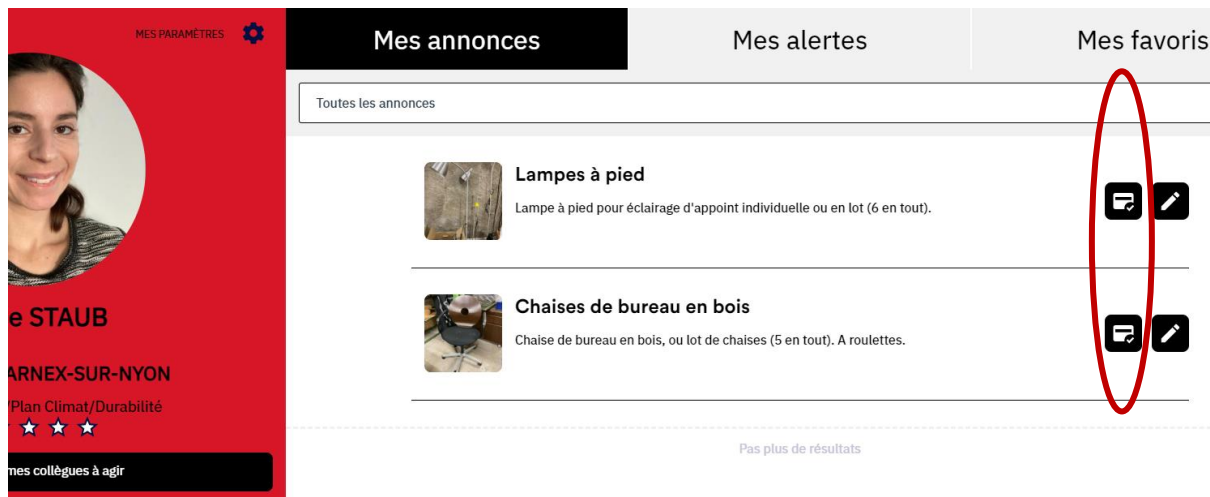 MES PARAMÈTRES
e STAUB
ARNEX-SUR-NYON
/Plan Climat/Durabilité
mes collègues à agir
Mes annonces
Mes alertes
Mes favoris
Toutes les annonces
Lampes à pied
Lampe à pied pour éclairage d'appoint individuelle ou en lot (6 en tout).
Chaises de bureau en bois
Chaise de bureau en bois, ou lot de chaises (5 en tout). A roulettes.
Pas plus de résultats